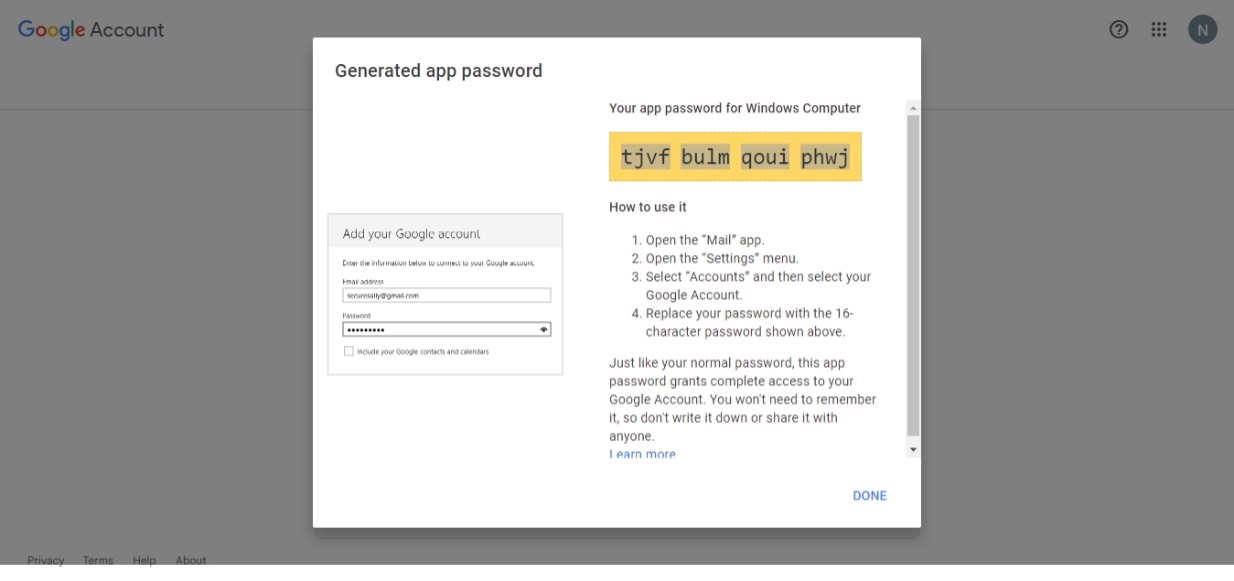 Google Account
N
Generated app password
Your app password for Windows Computer
tjvf bulm qoui phwj
How to use it
1. Open the “Mail” app.
2. Open the “Settings” menu.
3. Select “Accounts” and then select your
Google Account.
4. Replace your password with the 16-
character password shown above.
Just like your normal password, this app
password grants complete access to your
Google Account. You won't need to remember
it, so don't write it down or share it with
anyone.
Learn more
Add your Google account
Enter the information below to connect to your Google account.
Email address
securesally@gmail.com
Password
Include your Google contacts and calendars
DONE
Privacy Terms Help About